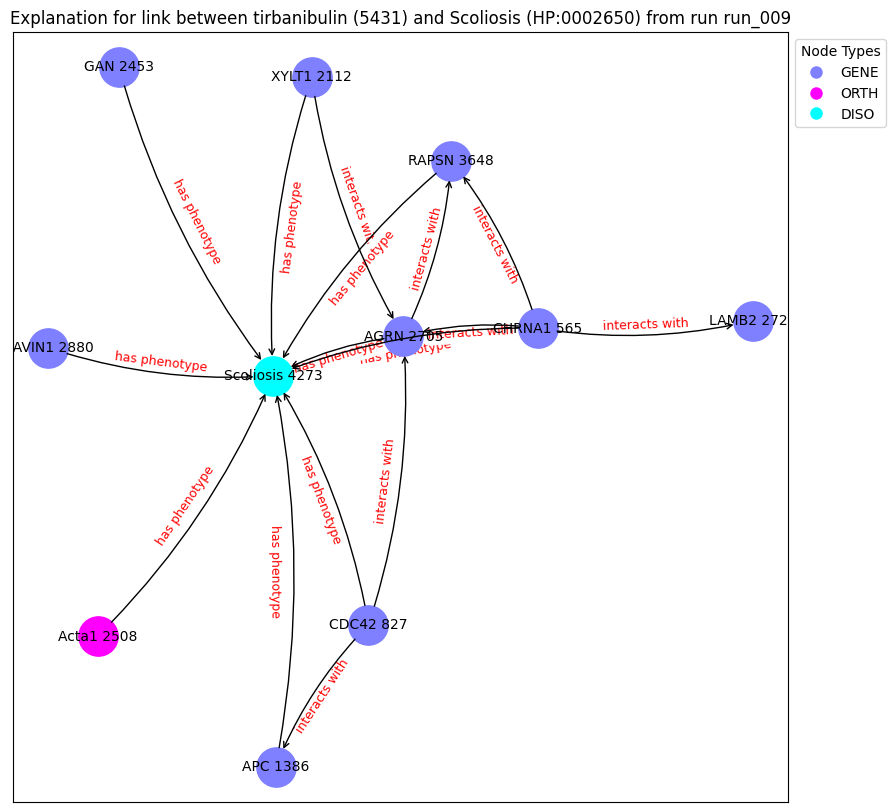 Explanation for link between tirbanibulin (5431) and Scoliosis (HP:0002650) from run run_009
Node Types
GENE
ORTH
DISO
GAN 2453
XYLT1 2112
RAPSN 3648
has phenotype
has phenotype
interacts with
has phenotype
interacts with
interacts with
AVIN1 2880
AGRN 2705
CHRNA1 565
LAMB2 272
interacts with
interacts with
has phenotype
has phenotype
has phenotype
Scoliosis 4273
has phenotype
has phenotype
interacts with
has phenotype
Acta1 2508
CDC42 827
interacts with
APC 1386